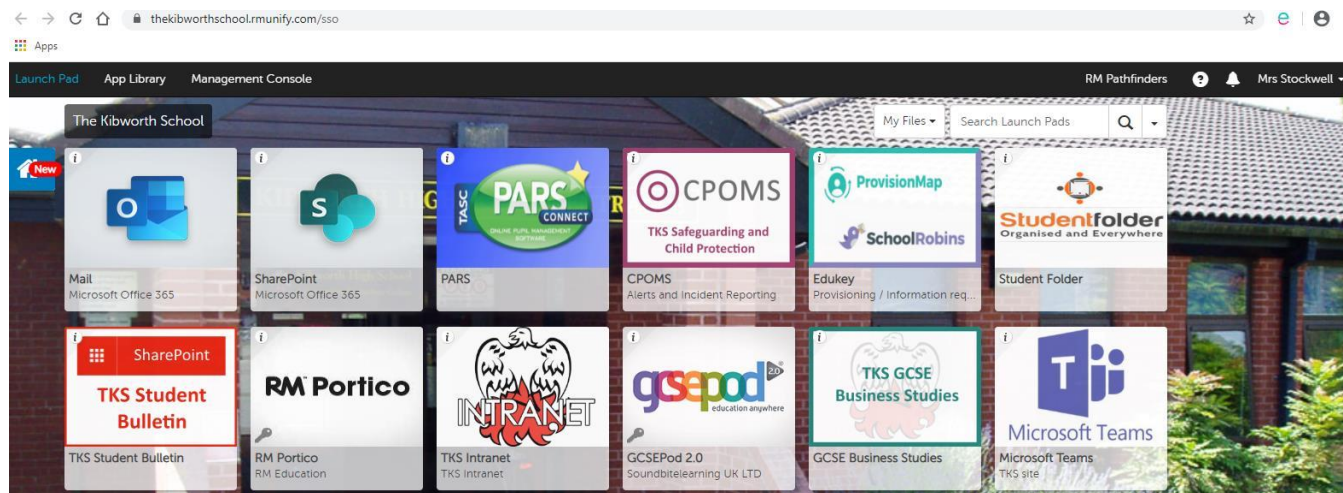 thekibworthschool.rmunify.com/sso
Apps
Launch Pad App Library Management Console RM Pathfinders ? Mrs Stockwell
The Kibworth School My Files Search Launch Pads
New
Mail
Microsoft Office 365
SharePoint
Microsoft Office 365
TASC
PARS
CONNECT
ONLINE PUPIL MANAGEMENT
SOFTWARE
PARS
CPOMS
TKS Safeguarding and
Child Protection
CPOMS
Alerts and Incident Reporting
ProvisionMap
SchoolRobins
Edukey
Provisioning / Information req...
Studentfolder
Organised and Everywhere
Student Folder
SharePoint
TKS Student
Bulletin
TKS Student Bulletin
RM Portico
RM Portico
RM Education
INTRANET
TKS Intranet
TKS Intranet
gcsepod 2.0
education anywhere
GCSEPod 2.0
Soundbitelearning UK LTD
TKS GCSE
Business Studies
GCSE Business Studies
Microsoft Teams
Microsoft Teams
TKS site